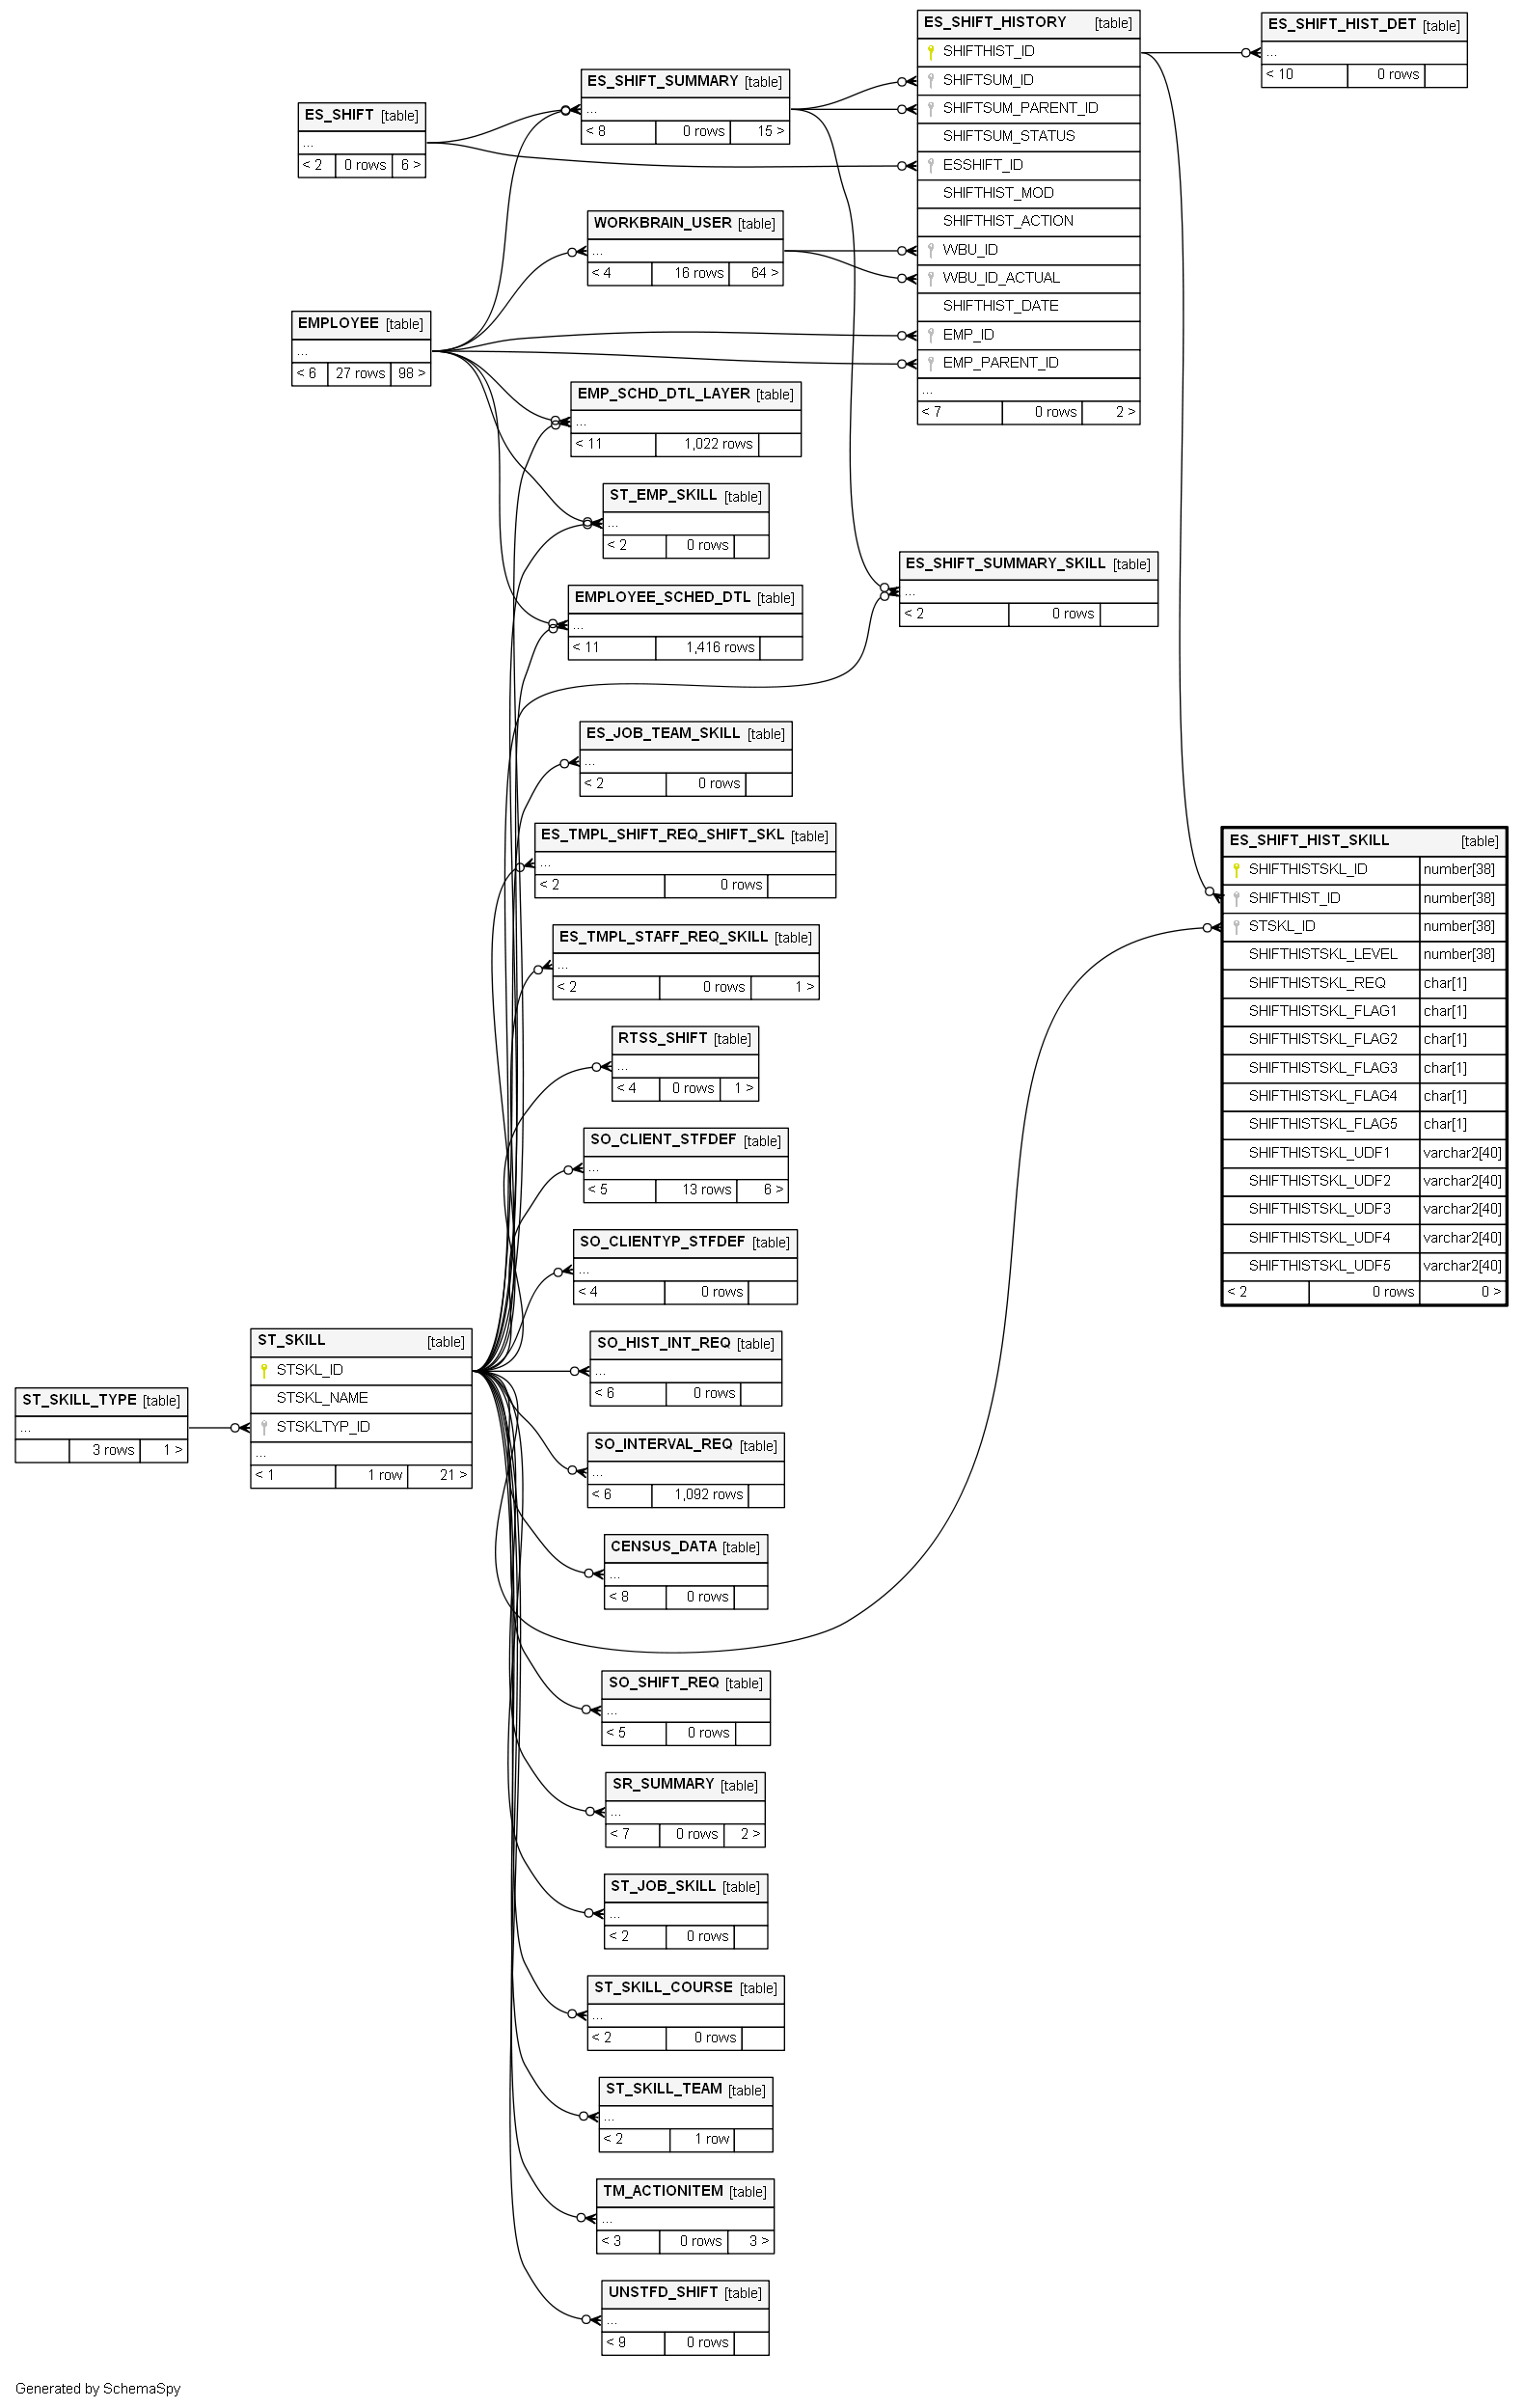 ES_SHIFT_HISTORY [table]
SHIFTHIST_ID
SHIFTSUM_ID
SHIFTSUM_PARENT_ID
SHIFTSUM_STATUS
ESSHIFT_ID
SHIFTHIST_MOD
SHIFTHIST_ACTION
WBU_ID
WBU_ID_ACTUAL
SHIFTHIST_DATE
EMP_ID
EMP_PARENT_ID
...
< 7 0 rows 2 >
ES_SHIFT_HIST_DET [table]
...
< 10 0 rows
ES_SHIFT_SUMMARY [table]
...
< 8 0 rows 15 >
ES_SHIFT [table]
...
< 2 0 rows 6 >
WORKBRAIN_USER [table]
...
< 4 16 rows 64 >
EMPLOYEE [table]
...
< 6 27 rows 98 >
EMP_SCHD_DTL_LAYER [table]
...
< 11 1,022 rows
ST_EMP_SKILL [table]
...
< 2 0 rows
ES_SHIFT_SUMMARY_SKILL [table]
...
< 2 0 rows
EMPLOYEE_SCHED_DTL [table]
...
< 11 1,416 rows
ES_JOB_TEAM_SKILL [table]
...
< 2 0 rows
ES_TMPL_SHIFT_REQ_SHIFT_SKL [table]
...
< 2 0 rows
ES_SHIFT_HIST_SKILL [table]
SHIFTHISTSKL_ID number[38]
SHIFTHIST_ID number[38]
STSKL_ID number[38]
SHIFTHISTSKL_LEVEL number[38]
SHIFTHISTSKL_REQ char[1]
SHIFTHISTSKL_FLAG1 char[1]
SHIFTHISTSKL_FLAG2 char[1]
SHIFTHISTSKL_FLAG3 char[1]
SHIFTHISTSKL_FLAG4 char[1]
SHIFTHISTSKL_FLAG5 char[1]
SHIFTHISTSKL_UDF1 varchar2[40]
SHIFTHISTSKL_UDF2 varchar2[40]
SHIFTHISTSKL_UDF3 varchar2[40]
SHIFTHISTSKL_UDF4 varchar2[40]
SHIFTHISTSKL_UDF5 varchar2[40]
< 2 0 rows 0 >
ES_TMPL_STAFF_REQ_SKILL [table]
...
< 2 0 rows 1 >
RTSS_SHIFT [table]
...
< 4 0 rows 1 >
SO_CLIENT_STFDEF [table]
...
< 5 13 rows 6 >
SO_CLIENTYP_STFDEF [table]
...
< 4 0 rows
ST_SKILL [table]
STSKL_ID
STSKL_NAME
STSKLTYP_ID
...
< 1 1 row 21 >
ST_SKILL_TYPE [table]
...
3 rows 1 >
SO_HIST_INT_REQ [table]
...
< 6 0 rows
SO_INTERVAL_REQ [table]
...
< 6 1,092 rows
CENSUS_DATA [table]
...
< 8 0 rows
SO_SHIFT_REQ [table]
...
< 5 0 rows
SR_SUMMARY [table]
...
< 7 0 rows 2 >
ST_JOB_SKILL [table]
...
< 2 0 rows
ST_SKILL_COURSE [table]
...
< 2 0 rows
ST_SKILL_TEAM [table]
...
< 2 1 row
TM_ACTIONITEM [table]
...
< 3 0 rows 3 >
UNSTFD_SHIFT [table]
...
< 9 0 rows
Generated by SchemaSpy